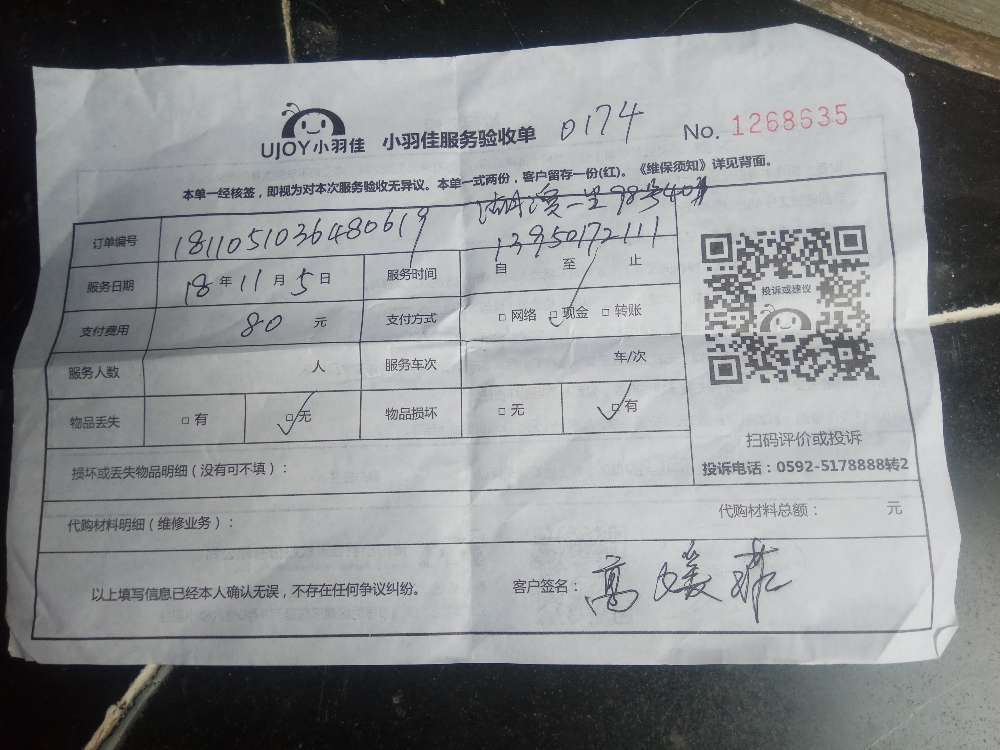 UJOY小羽佳 小羽佳服务验收单 0174 No. 1268635
本单一经核签，即视为对本次服务验收无异议。本单一式两份，客户留存一份(红)。《维保须知》详见背面。
订单编号 1811051036480619
13950172111
服务日期 18年11月5日 服务时间 自 至 止
支付费用 80 元 支付方式 □网络 □现金 □转账
投诉或建议
服务人数 人 服务车次 车/次
物品丢失 □有 □无 物品损坏 □无 □有
扫码评价或投诉
投诉电话：0592-5178888转2
损坏或丢失物品明细（没有可不填）：
代购材料明细（维修业务）： 代购材料总额： 元
以上填写信息已经本人确认无误，不存在任何争议纠纷。 客户签名：高媛